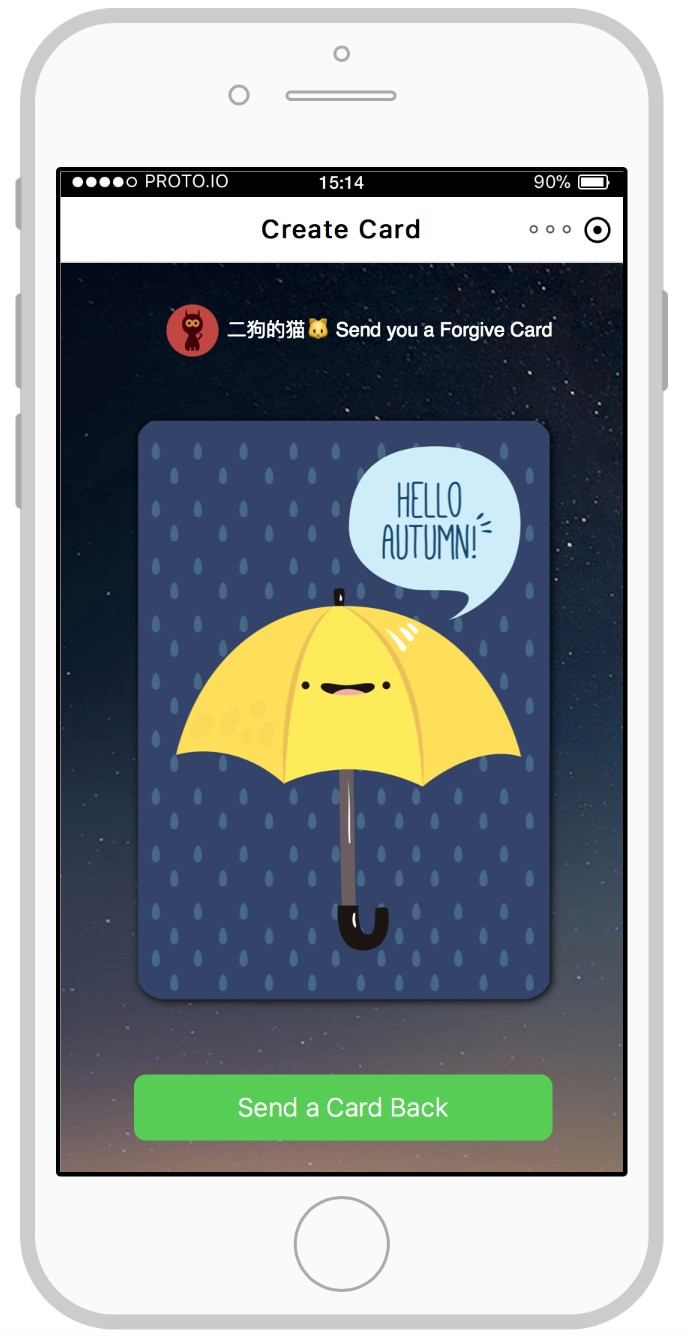 PROTO.IO 15:14 90%
Create Card
二狗的猫🐱 Send you a Forgive Card
HELLO
AUTUMN!
Send a Card Back